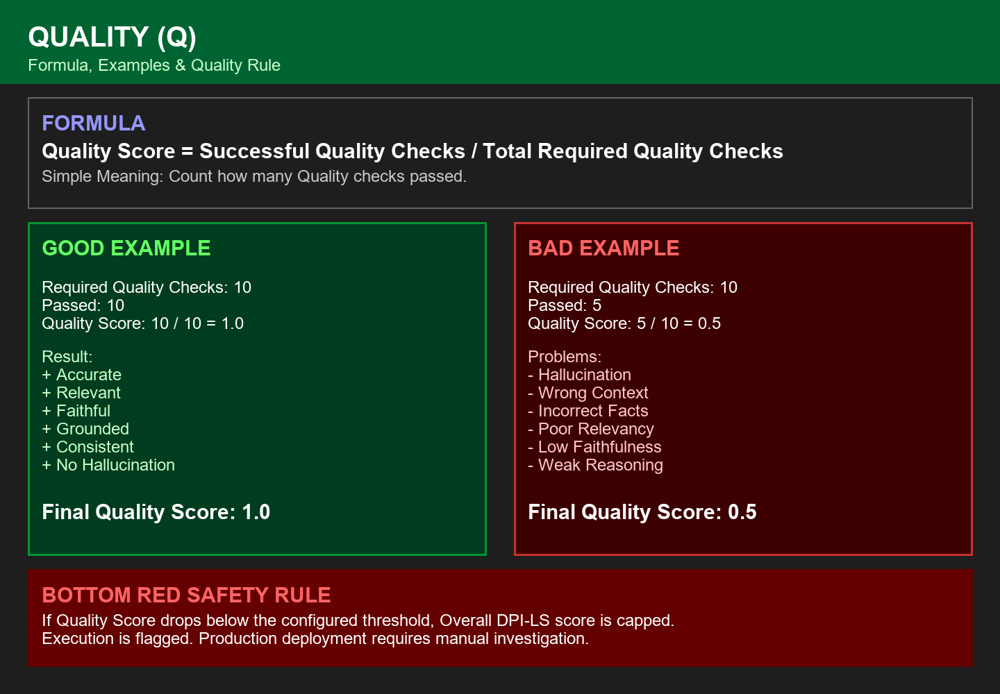 QUALITY (Q)
Formula, Examples & Quality Rule
FORMULA
Quality Score = Successful Quality Checks / Total Required Quality Checks
Simple Meaning: Count how many Quality checks passed.
GOOD EXAMPLE
Required Quality Checks: 10
Passed: 10
Quality Score: 10 / 10 = 1.0
Result:
+ Accurate
+ Relevant
+ Faithful
+ Grounded
+ Consistent
+ No Hallucination
Final Quality Score: 1.0
BAD EXAMPLE
Required Quality Checks: 10
Passed: 5
Quality Score: 5 / 10 = 0.5
Problems:
- Hallucination
- Wrong Context
- Incorrect Facts
- Poor Relevancy
- Low Faithfulness
- Weak Reasoning
Final Quality Score: 0.5
BOTTOM RED SAFETY RULE
If Quality Score drops below the configured threshold, Overall DPI-LS score is capped.
Execution is flagged. Production deployment requires manual investigation.